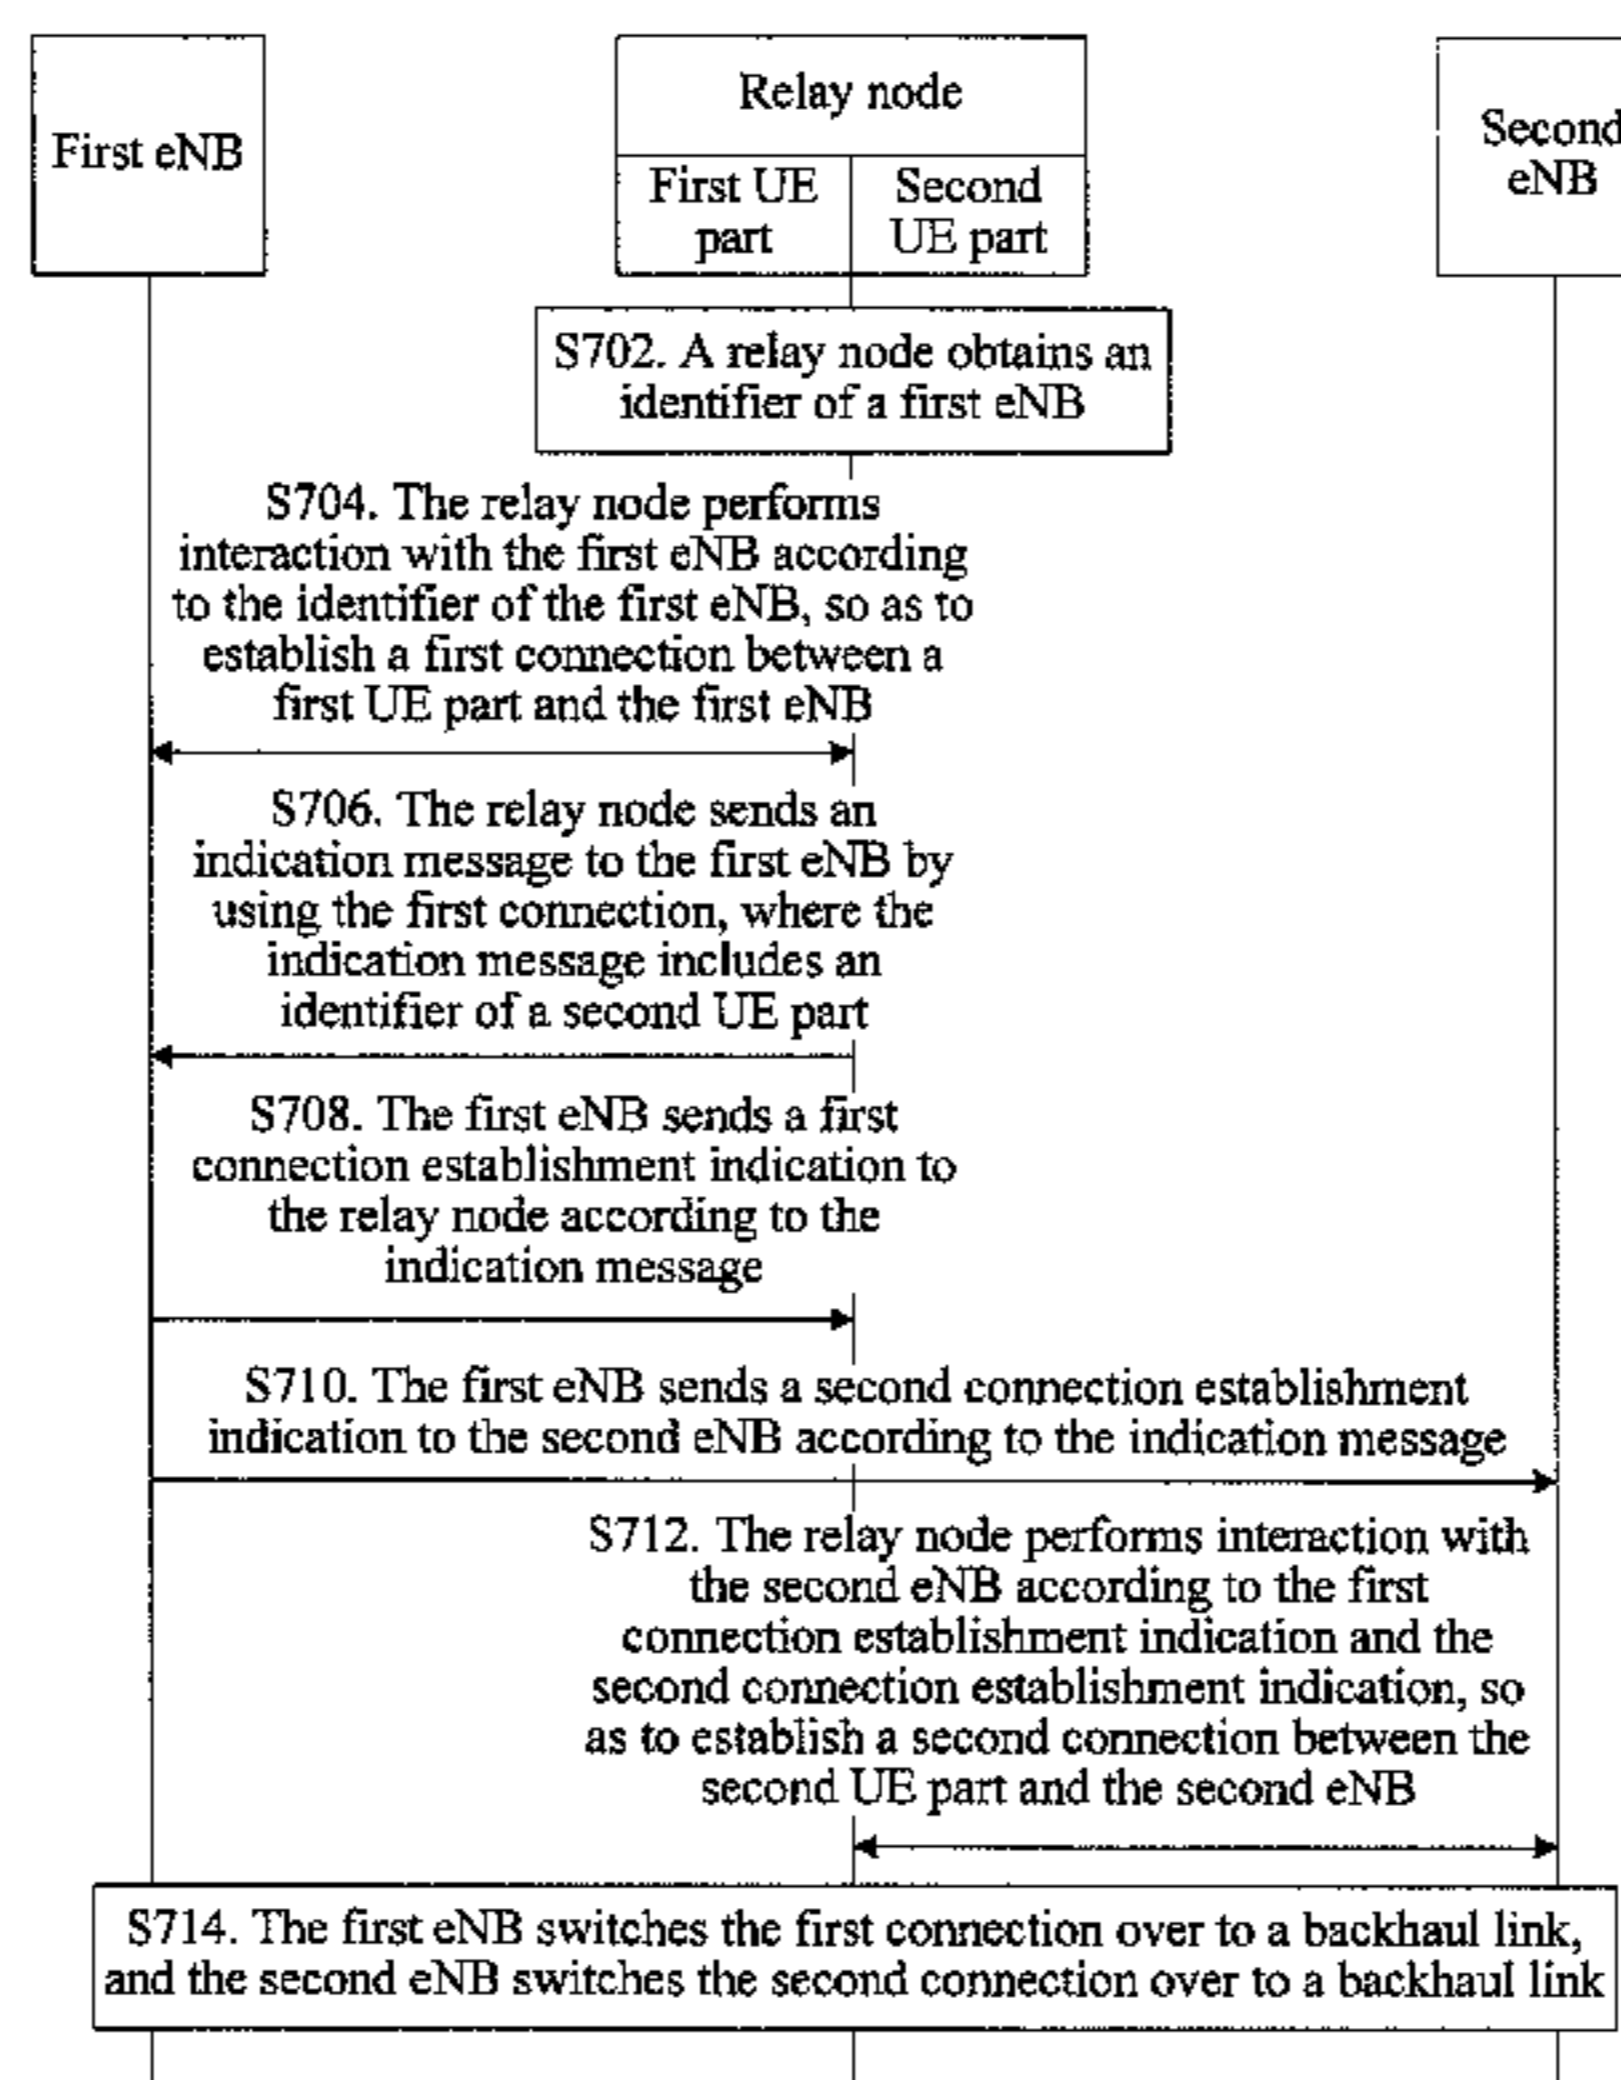 First eNB
Relay node
First UE
part
Second
UE part
Second
eNB
S702. A relay node obtains an
identifier of a first eNB
S704. The relay node performs
interaction with the first eNB according
to the identifier of the first eNB, so as to
establish a first connection between a
first UE part and the first eNB
S706. The relay node sends an
indication message to the first eNB by
using the first connection, where the
indication message includes an
identifier of a second UE part
S708. The first eNB sends a first
connection establishment indication to
the relay node according to the
indication message
S710. The first eNB sends a second connection establishment
indication to the second eNB according to the indication message
S712. The relay node performs interaction with
the second eNB according to the first
connection establishment indication and the
second connection establishment indication, so
as to establish a second connection between the
second UE part and the second eNB
S714. The first eNB switches the first connection over to a backhaul link,
and the second eNB switches the second connection over to a backhaul link